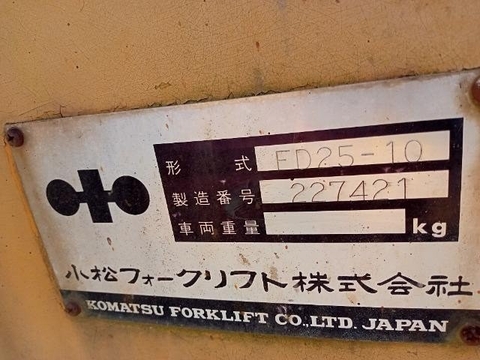 形 式 FD25-10
製造番号 227421
車両重量 kg
小松フォークリフト株式会社
KOMATSU FORKLIFT CO.,LTD. JAPAN